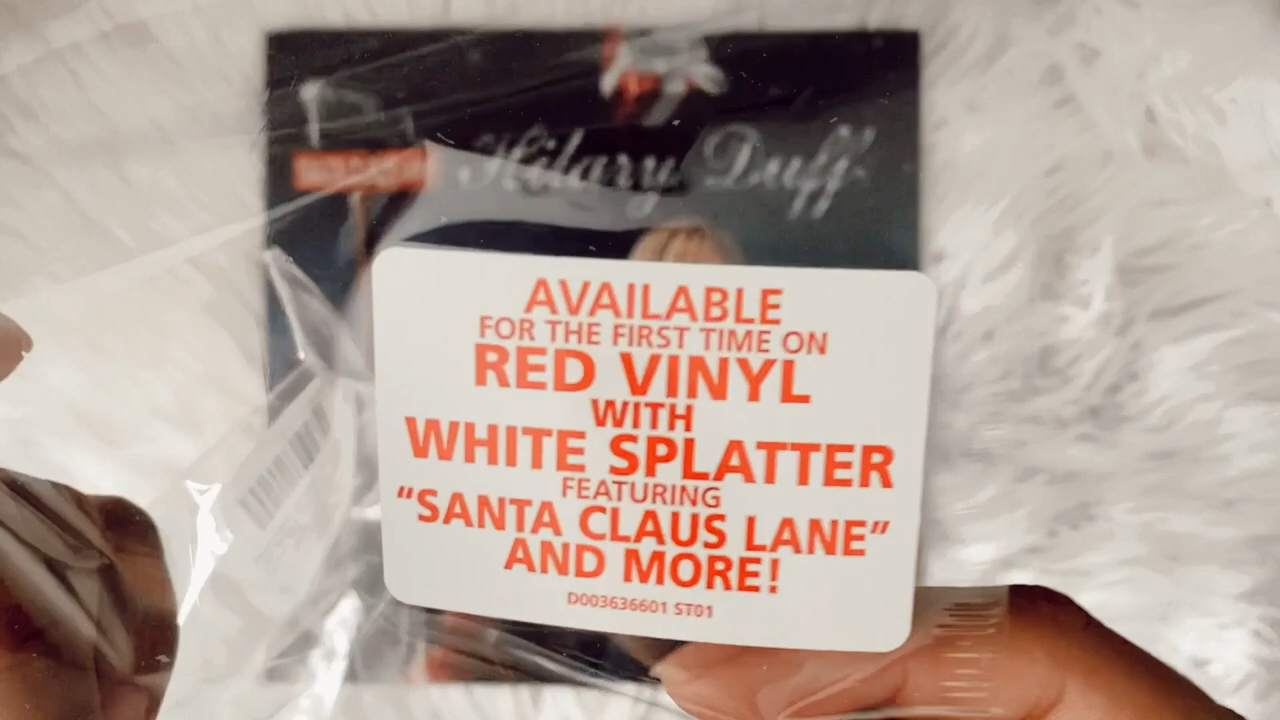 Hilary Duff
AVAILABLE
FOR THE FIRST TIME ON
RED VINYL
WITH
WHITE SPLATTER
FEATURING
“SANTA CLAUS LANE”
AND MORE!
D003636601 ST01